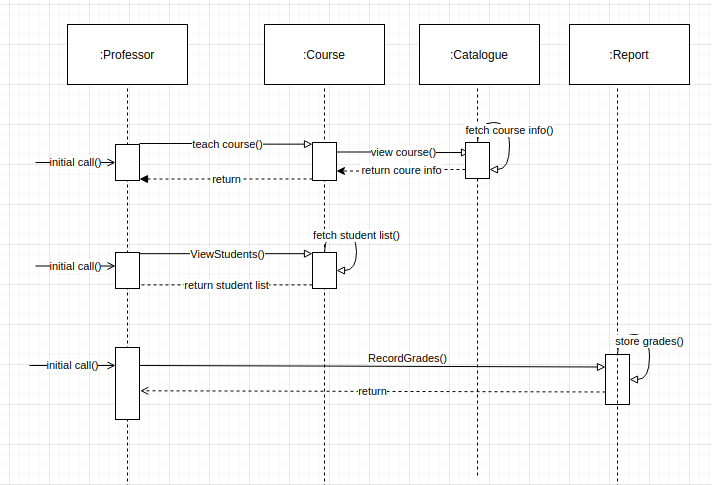 :Professor
:Course
:Catalogue
:Report
fetch course info()
teach course()
view course()
initial call()
return coure info
return
fetch student list()
ViewStudents()
initial call()
return student list
store grades()
RecordGrades()
initial call()
return